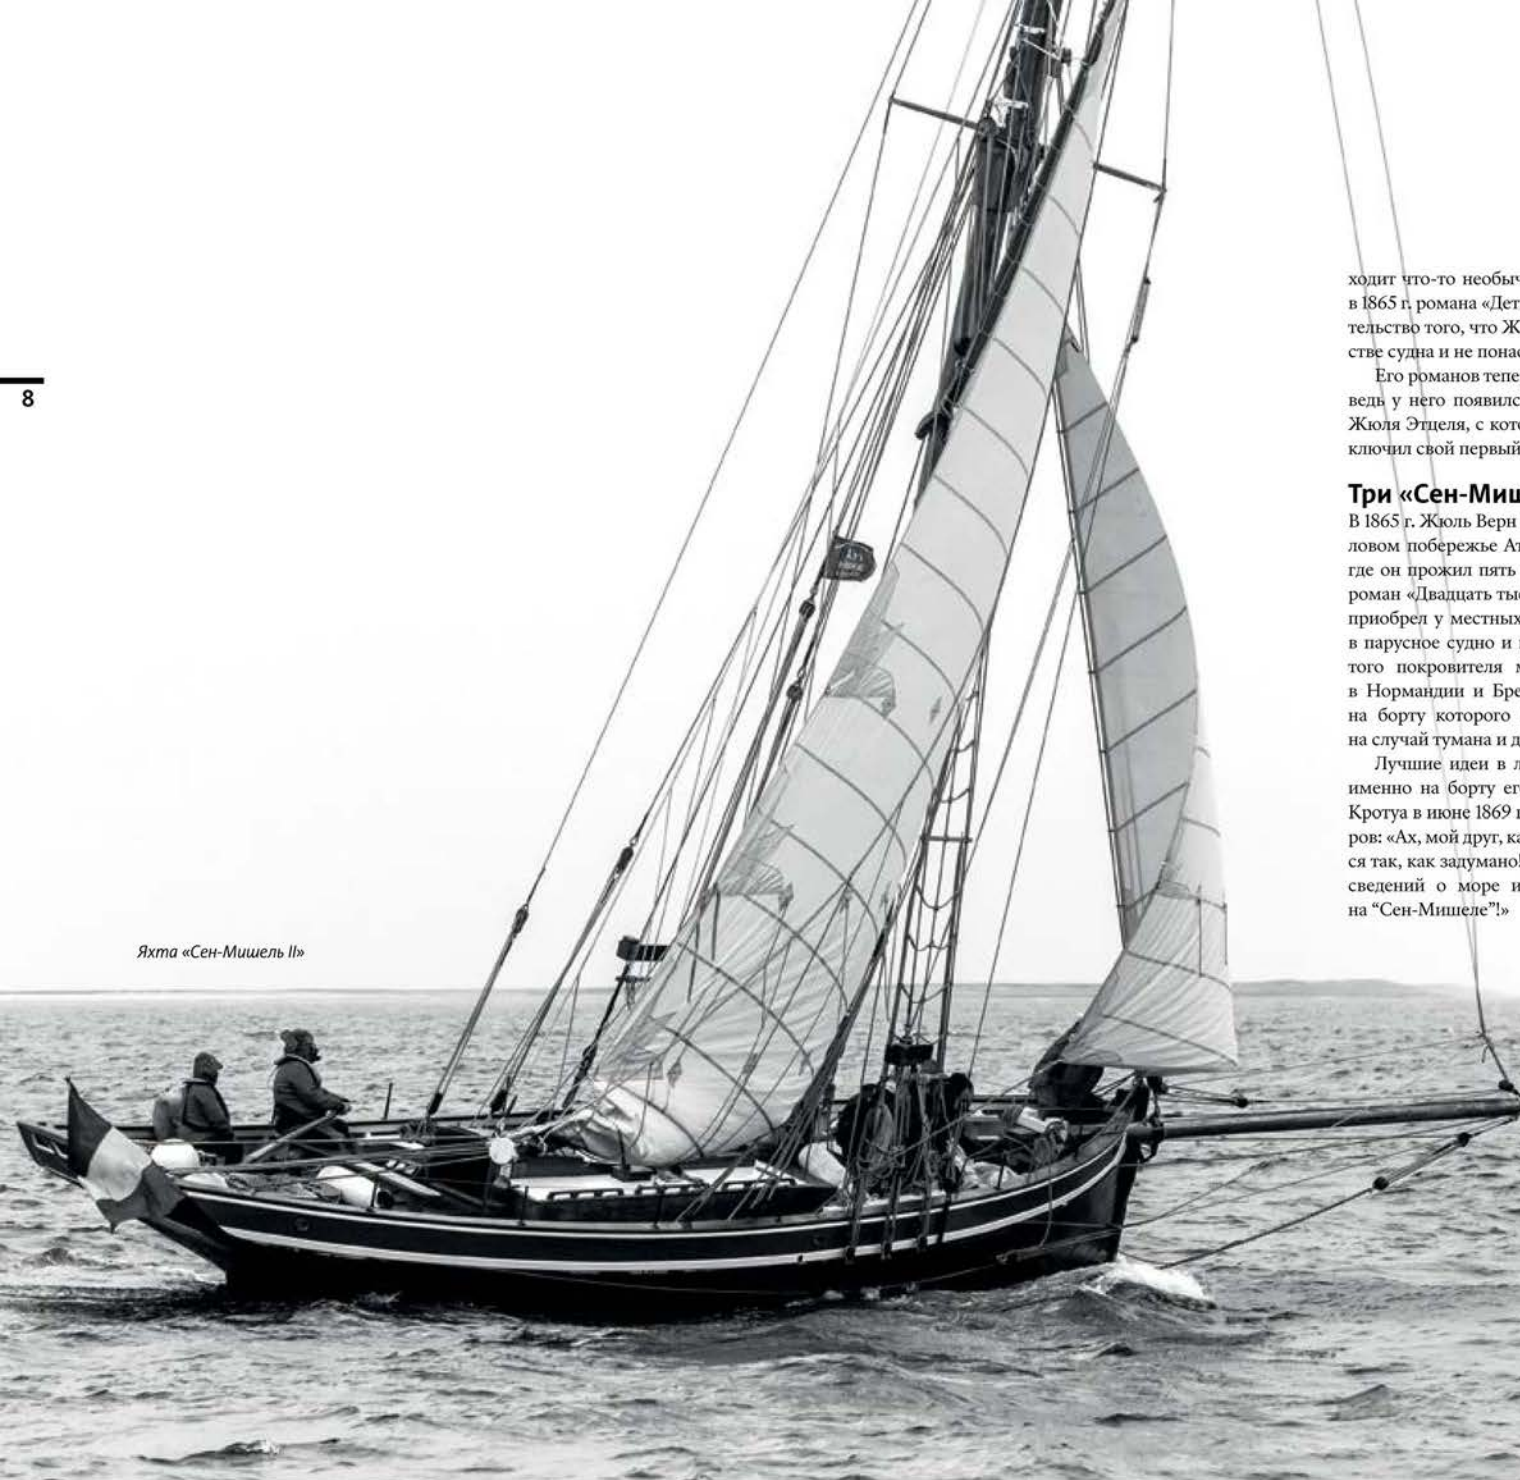 8
Яхта «Сен-Мишель II»
ходит что-то необыч
в 1865 г. романа «Дет
тельство того, что Ж
стве судна и не понас
Его романов тепе
ведь у него появилс
Жюля Этцеля, с кото
ключил свой первый
Три «Сен-Миш
В 1865 г. Жюль Верн
ловом побережье Ат
где он прожил пять
роман «Двадцать тыс
приобрел у местных
в парусное судно и
того покровителя м
в Нормандии и Бре
на борту которого
на случай тумана и д
Лучшие идеи в л
именно на борту ег
Кротуа в июне 1869 г
ров: «Ах, мой друг, ка
ся так, как задумано!
сведений о море и
на “Сен-Мишеле”!»